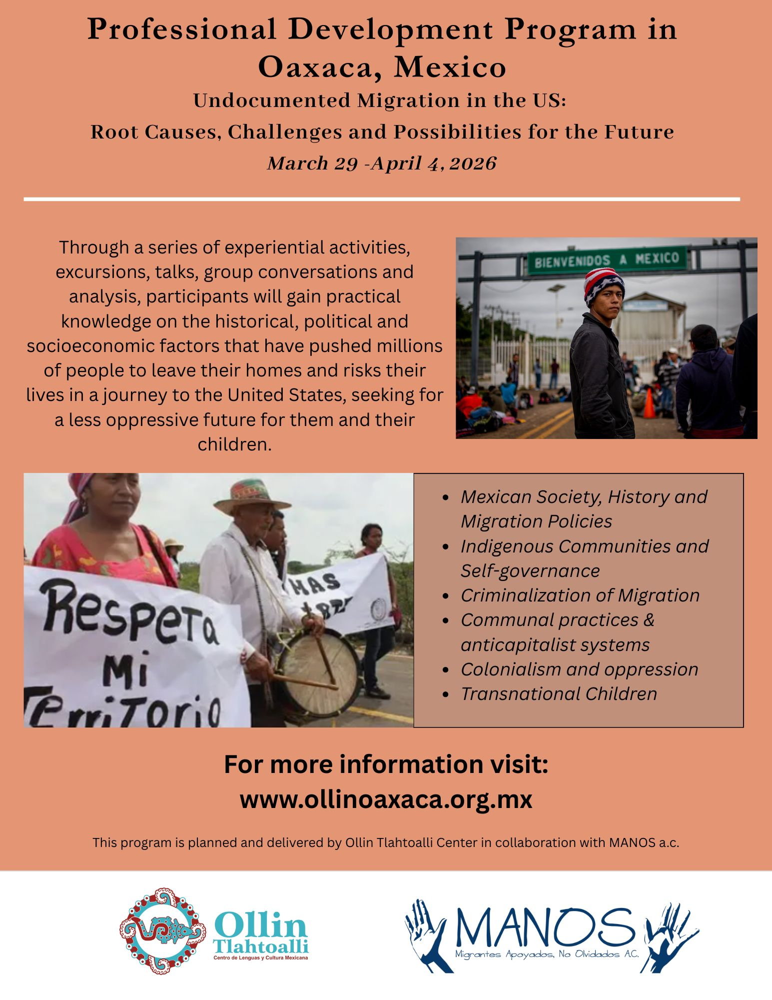 Professional Development Program in
Oaxaca, Mexico
Undocumented Migration in the US:
Root Causes, Challenges and Possibilities for the Future
March 29 -April 4, 2026
Through a series of experiential activities,
excursions, talks, group conversations and
analysis, participants will gain practical
knowledge on the historical, political and
socioeconomic factors that have pushed millions
of people to leave their homes and risks their
lives in a journey to the United States, seeking for
a less oppressive future for them and their
children.
BIENVENIDOS A MEXICO
Respeta
Mi
Territorio
MAS
• Mexican Society, History and
Migration Policies
• Indigenous Communities and
Self-governance
• Criminalization of Migration
• Communal practices &
anticapitalist systems
• Colonialism and oppression
• Transnational Children
For more information visit:
www.ollinoaxaca.org.mx
This program is planned and delivered by Ollin Tlahtoalli Center in collaboration with MANOS a.c.
Ollin
Tlahtoalli
Centro de Lenguas y Cultura Mexicana
MANOS
Migrantes Apoyados, No Olvidados A.C.